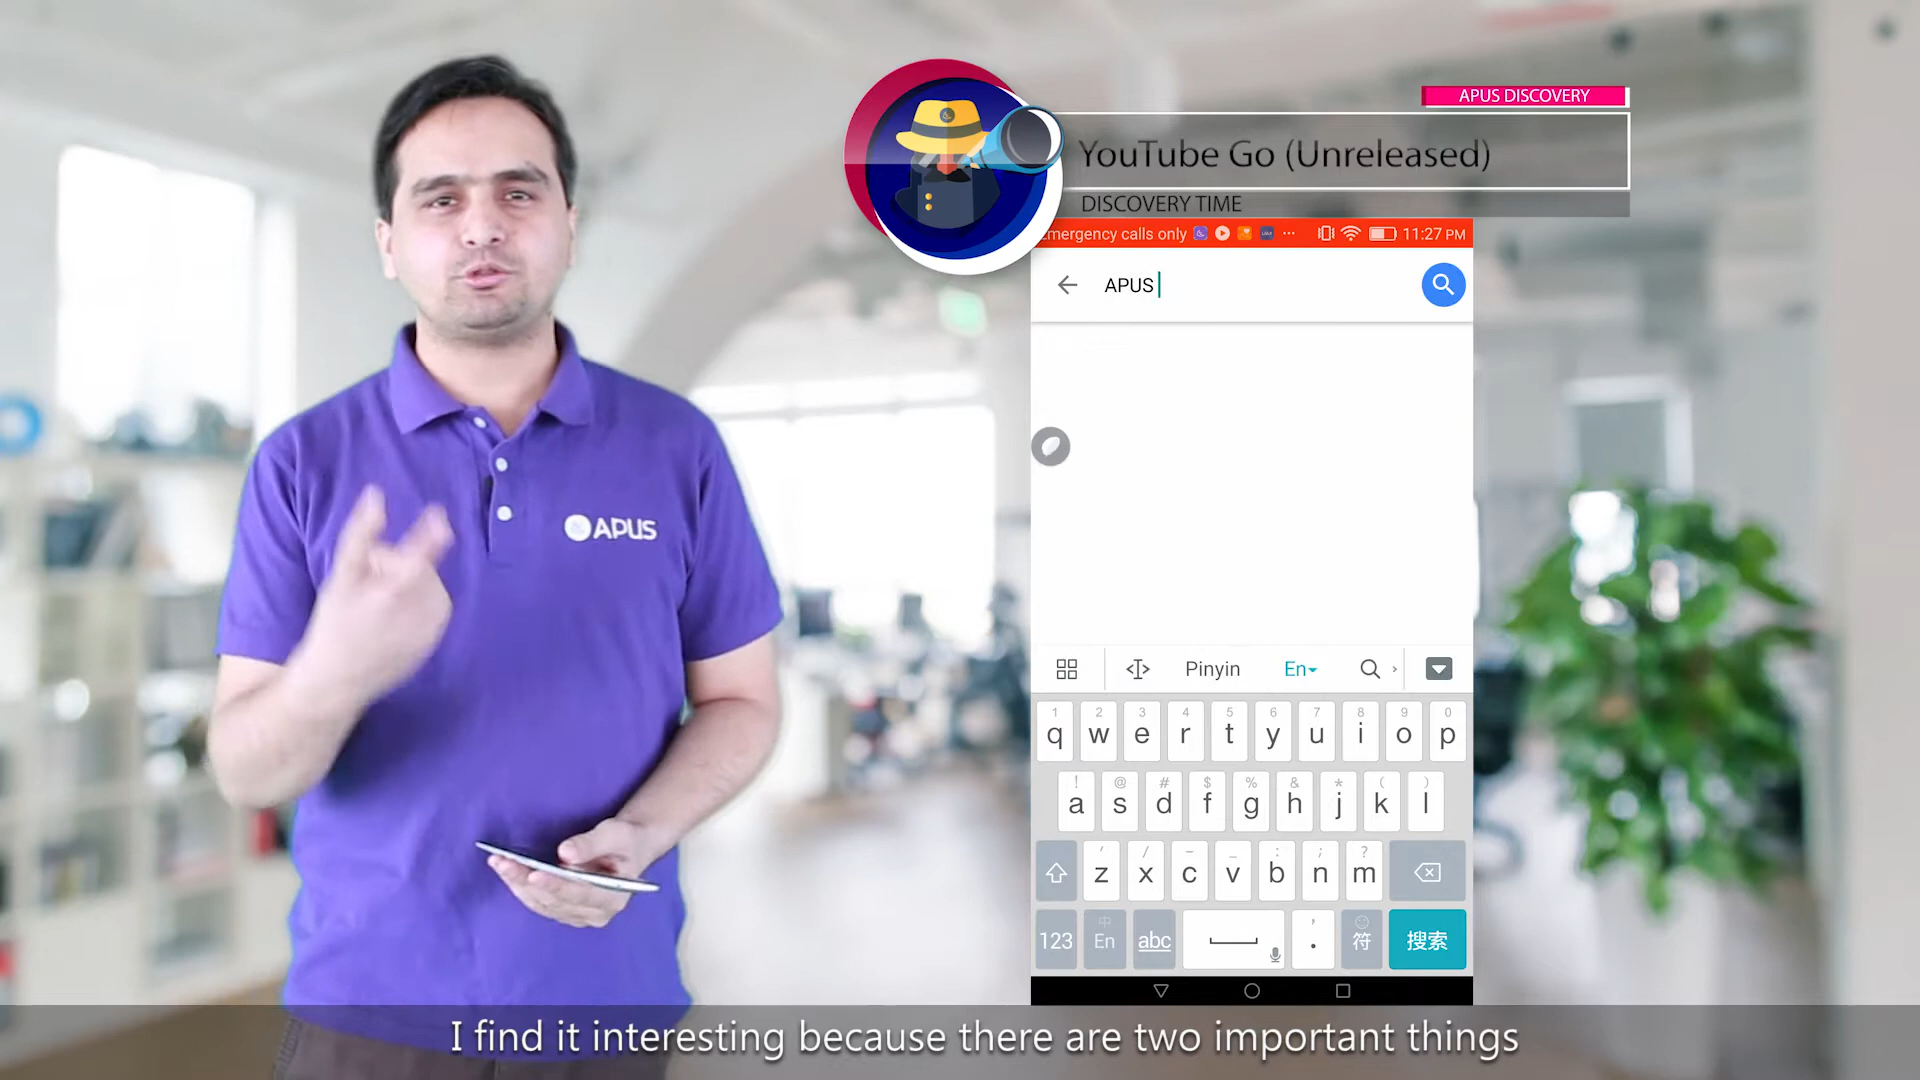 APUS DISCOVERY
YouTube Go (Unreleased)
DISCOVERY TIME
Emergency calls only ... 11:27 PM
APUS
APUS
Pinyin En
1 2 3 4 5 6 7 8 9 0
q w e r t y u i o p
! @ # $ % & * ( )
a s d f g h j k l
' / - _ : ; ?
z x c v b n m
中 ,
123 En abc . 符 搜索
I find it interesting because there are two important things